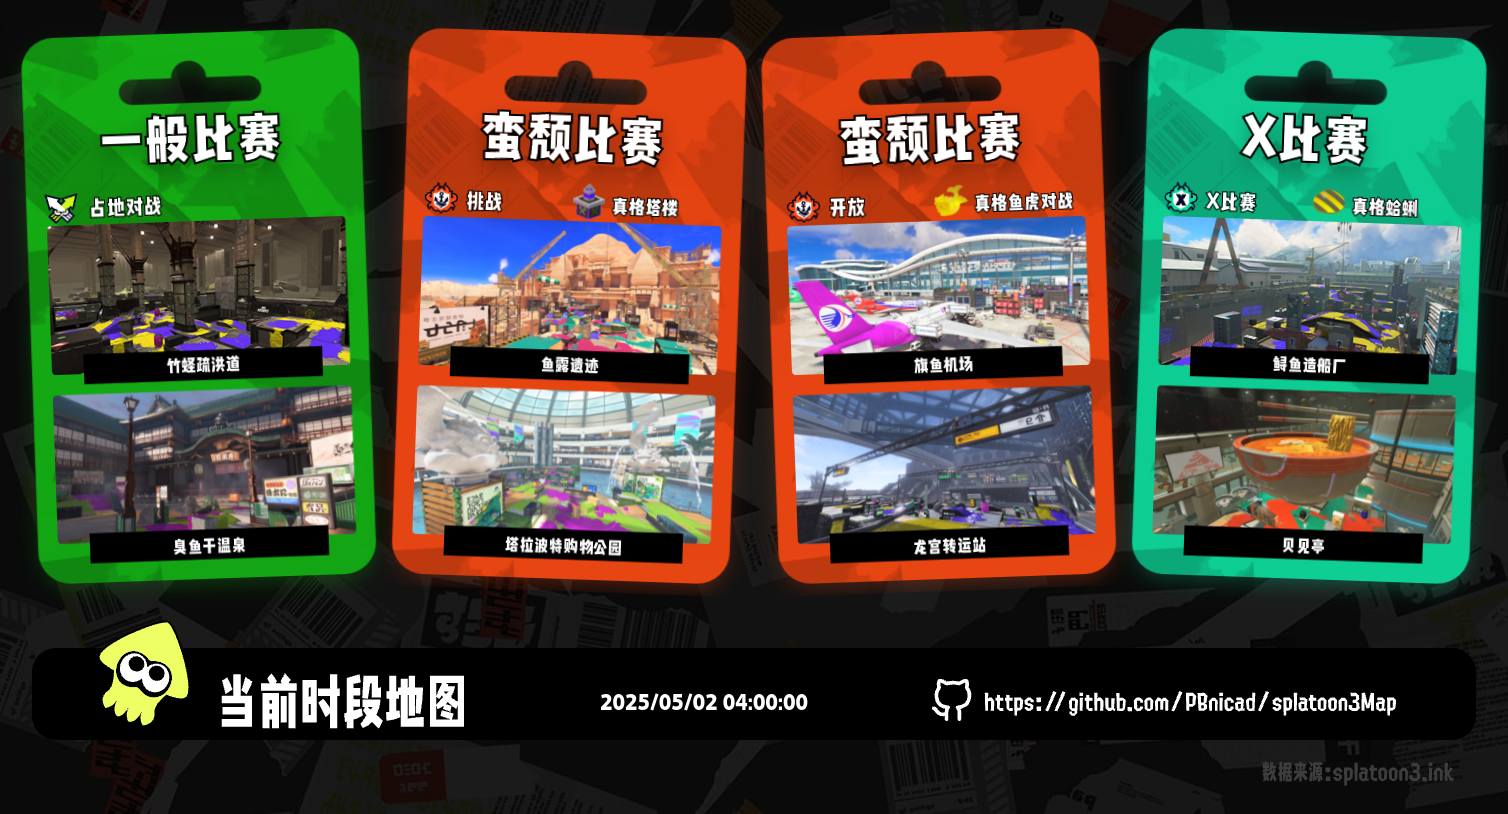 一般比赛
占地对战
竹蛏疏洪道
臭鱼干温泉
蛮颓比赛
挑战
真格塔楼
鱼露遗迹
塔拉波特购物公园
蛮颓比赛
开放
真格鱼虎对战
旗鱼机场
龙宫转运站
X比赛
X比赛
真格蛤蜊
鲟鱼造船厂
贝见亭
当前时段地图
2025/05/02 04:00:00
https://github.com/PBnicad/splatoon3Map
数据来源:splatoon3.ink